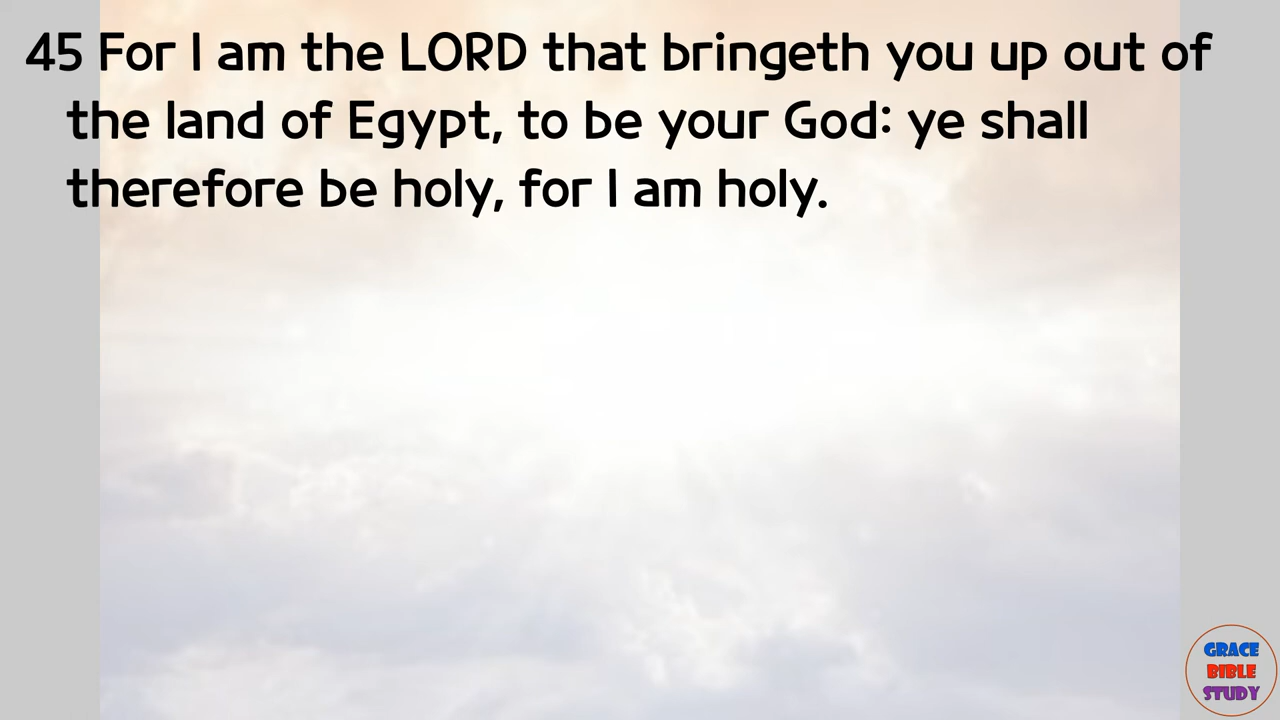 45 For I am the LORD that bringeth you up out of
the land of Egypt, to be your God: ye shall
therefore be holy, for I am holy.
GRACE
BIBLE
STUDY